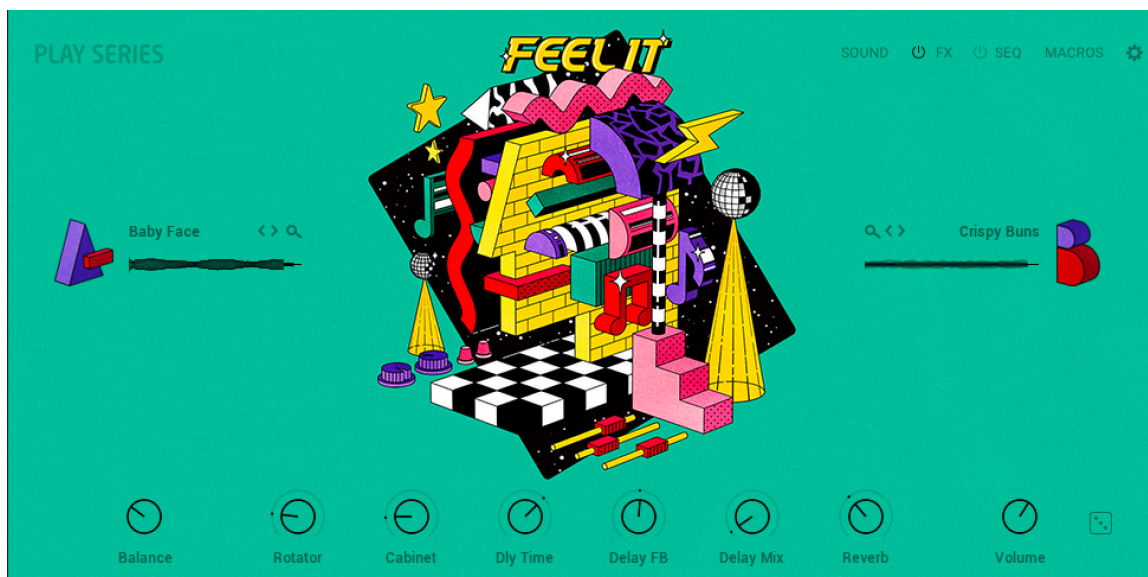 PLAY SERIES
FEEL IT
SOUND FX SEQ MACROS
A
Baby Face
Crispy Buns
B
Balance Rotator Cabinet Dly Time Delay FB Delay Mix Reverb Volume